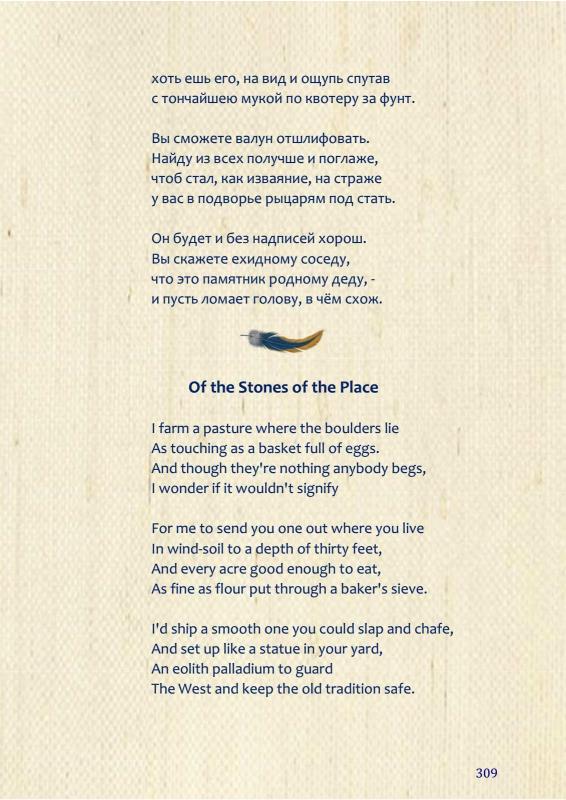 хоть ешь его, на вид и ощупь спутав
с тончайшею мукой по квотеру за фунт.
Вы сможете валун отшлифовать.
Найду из всех получше и поглаже,
чтоб стал, как изваяние, на страже
у вас в подворье рыцарям под стать.
Он будет и без надписей хорош.
Вы скажете ехидному соседу,
что это памятник родному деду, -
и пусть ломает голову, в чём схож.
Of the Stones of the Place
I farm a pasture where the boulders lie
As touching as a basket full of eggs.
And though they're nothing anybody begs,
I wonder if it wouldn't signify
For me to send you one out where you live
In wind-soil to a depth of thirty feet,
And every acre good enough to eat,
As fine as flour put through a baker's sieve.
I'd ship a smooth one you could slap and chafe,
And set up like a statue in your yard,
An eolith palladium to guard
The West and keep the old tradition safe.
309